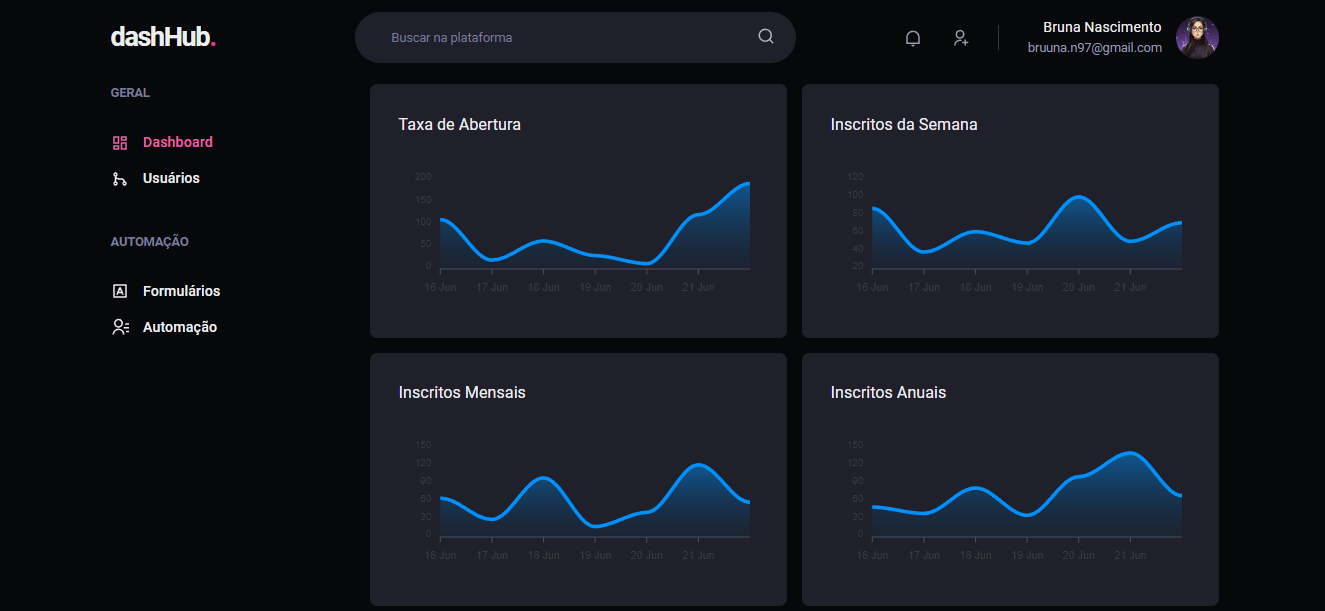 dashHub.
Buscar na plataforma
Bruna Nascimento
bruuna.n97@gmail.com
GERAL
Dashboard
Usuários
AUTOMAÇÃO
Formulários
Automação
Taxa de Abertura
200
150
100
50
0
16 Jun 17 Jun 18 Jun 19 Jun 20 Jun 21 Jun
Inscritos da Semana
120
100
80
60
40
20
16 Jun 17 Jun 18 Jun 19 Jun 20 Jun 21 Jun
Inscritos Mensais
150
120
90
60
30
0
16 Jun 17 Jun 18 Jun 19 Jun 20 Jun 21 Jun
Inscritos Anuais
150
120
90
60
30
0
16 Jun 17 Jun 18 Jun 19 Jun 20 Jun 21 Jun